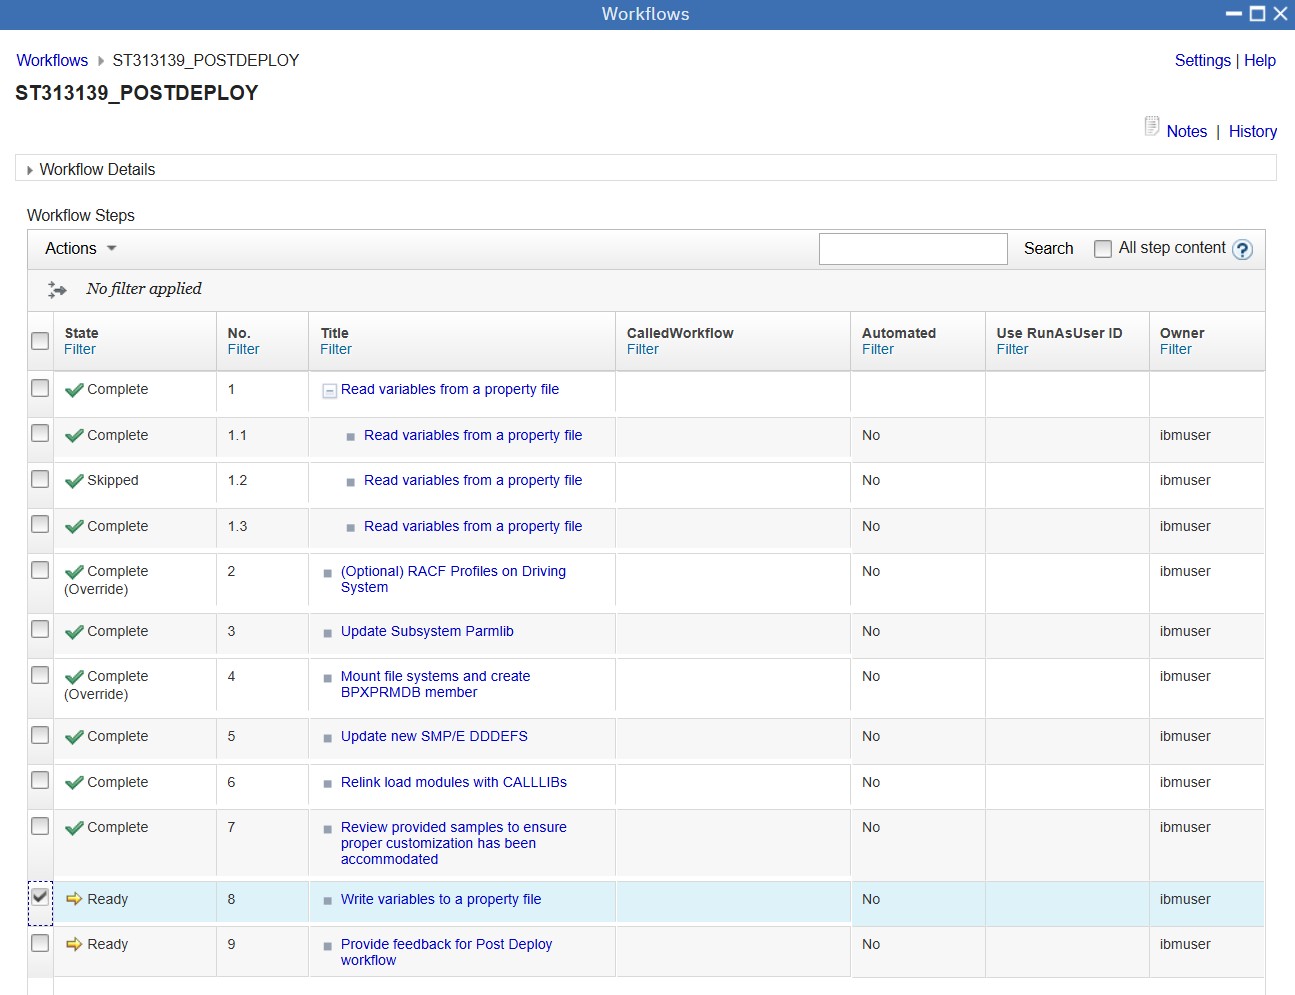 Workflows
Workflows ST313139_POSTDEPLOY
Settings | Help
ST313139_POSTDEPLOY
Notes | History
Workflow Details
Workflow Steps
Actions
Search
All step content ?
No filter applied
State No. Title CalledWorkflow Automated Use RunAsUser ID Owner
Filter Filter Filter Filter Filter Filter Filter
Complete 1 Read variables from a property file
Complete 1.1 Read variables from a property file No ibmuser
Skipped 1.2 Read variables from a property file No ibmuser
Complete 1.3 Read variables from a property file No ibmuser
Complete 2 (Optional) RACF Profiles on Driving No ibmuser
(Override) System
Complete 3 Update Subsystem Parmlib No ibmuser
Complete 4 Mount file systems and create No ibmuser
(Override) BPXPRMDB member
Complete 5 Update new SMP/E DDDEFS No ibmuser
Complete 6 Relink load modules with CALLLIBs No ibmuser
Complete 7 Review provided samples to ensure No ibmuser
proper customization has been
accommodated
Ready 8 Write variables to a property file No ibmuser
Ready 9 Provide feedback for Post Deploy No ibmuser
workflow